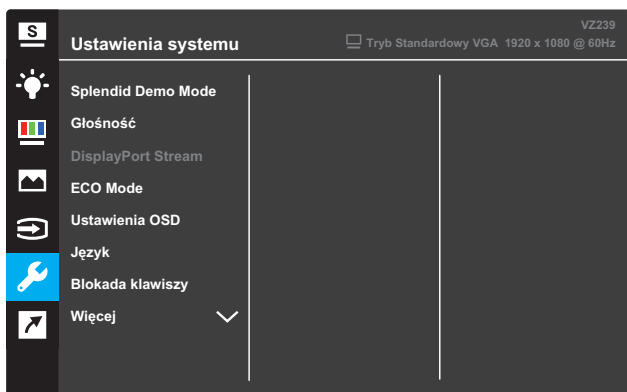 S
VZ239
Ustawienia systemu
Tryb Standardowy VGA 1920 x 1080 @ 60Hz
Splendid Demo Mode
Głośność
DisplayPort Stream
ECO Mode
Ustawienia OSD
Język
Blokada klawiszy
Więcej